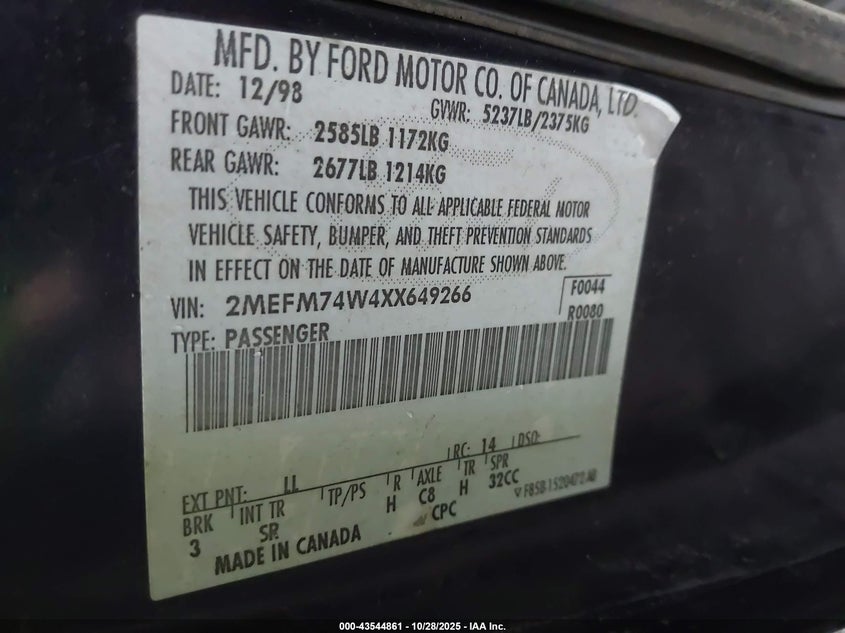 MFD. BY FORD MOTOR CO. OF CANADA, LTD.
DATE: 12/98 GVWR: 5237LB/2375KG
FRONT GAWR: 2585LB 1172KG
REAR GAWR: 2677LB 1214KG
THIS VEHICLE CONFORMS TO ALL APPLICABLE FEDERAL MOTOR
VEHICLE SAFETY, BUMPER, AND THEFT PREVENTION STANDARDS
IN EFFECT ON THE DATE OF MANUFACTURE SHOWN ABOVE.
VIN: 2MEFM74W4XX649266 F0044
TYPE: PASSENGER R0080
EXT PNT: LL RC: 14 DSO:
BRK INT TR TP/PS R AXLE TR SPR
3 SR H C8 H 32CC
CPC F85B 1520472 AB
MADE IN CANADA
000-43544861 - 10/28/2025 - IAA Inc.